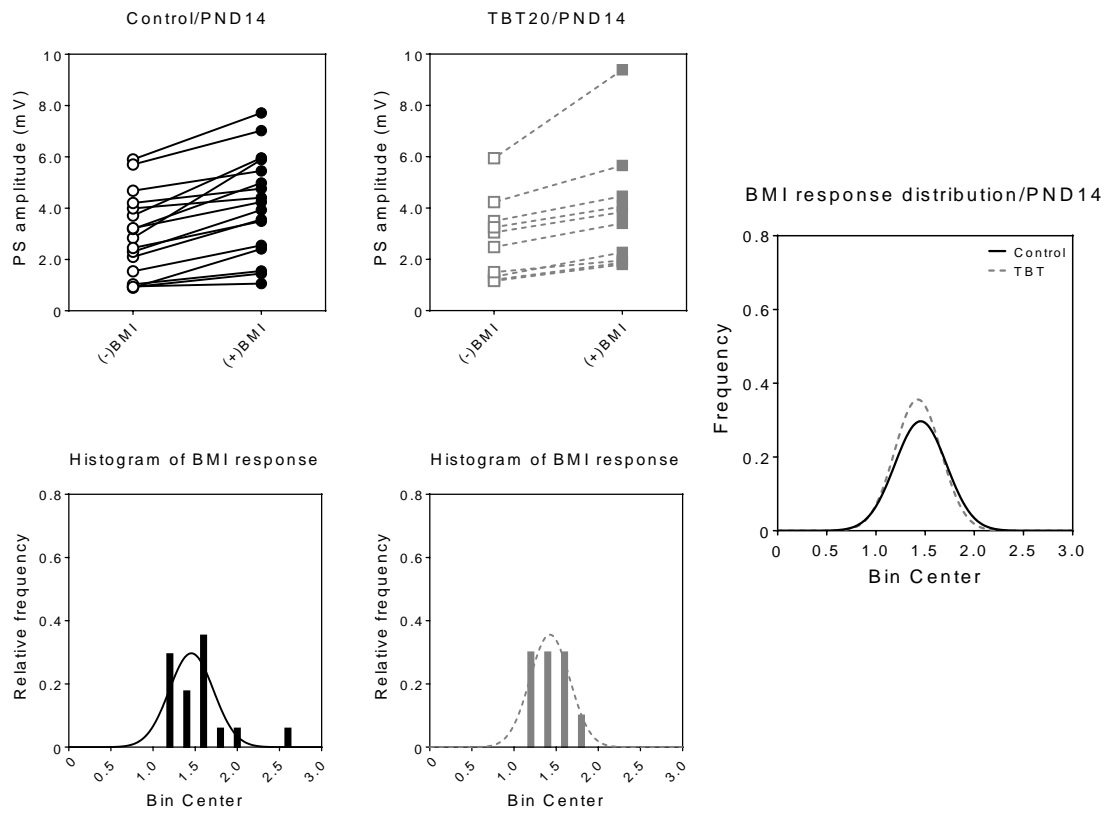 Control/PND14
PS amplitude (mV)
10
8.0
6.0
4.0
2.0
0
(-)BMI
(+)BMI
TBT20/PND14
PS amplitude (mV)
10
8.0
6.0
4.0
2.0
0
(-)BMI
(+)BMI
BMI response distribution/PND14
Frequency
0.8
0.6
0.4
0.2
0
Control
TBT
0 0.5 1.0 1.5 2.0 2.5 3.0
Bin Center
Histogram of BMI response
Relative frequency
0.8
0.6
0.4
0.2
0
0 0.5 1.0 1.5 2.0 2.5 3.0
Bin Center
Histogram of BMI response
Relative frequency
0.8
0.6
0.4
0.2
0
0 0.5 1.0 1.5 2.0 2.5 3.0
Bin Center